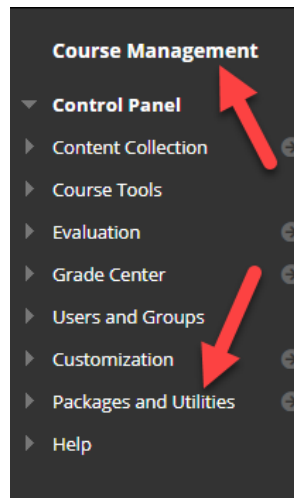 Course Management
Control Panel
Content Collection
Course Tools
Evaluation
Grade Center
Users and Groups
Customization
Packages and Utilities
Help